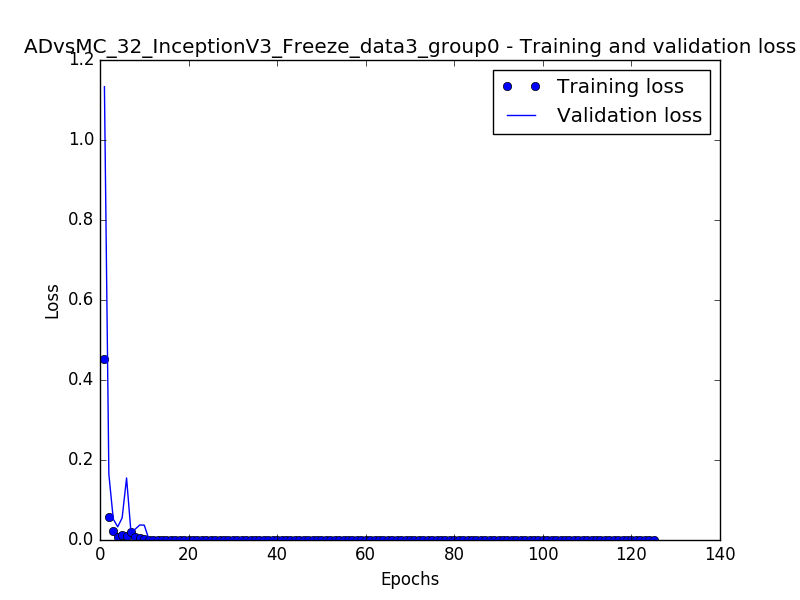 ADvsMC_32_InceptionV3_Freeze_data3_group0 - Training and validation loss
1.2
Training loss
Validation loss
1.0
0.8
0.6
0.4
0.2
0.0
Loss
0 20 40 60 80 100 120 140
Epochs